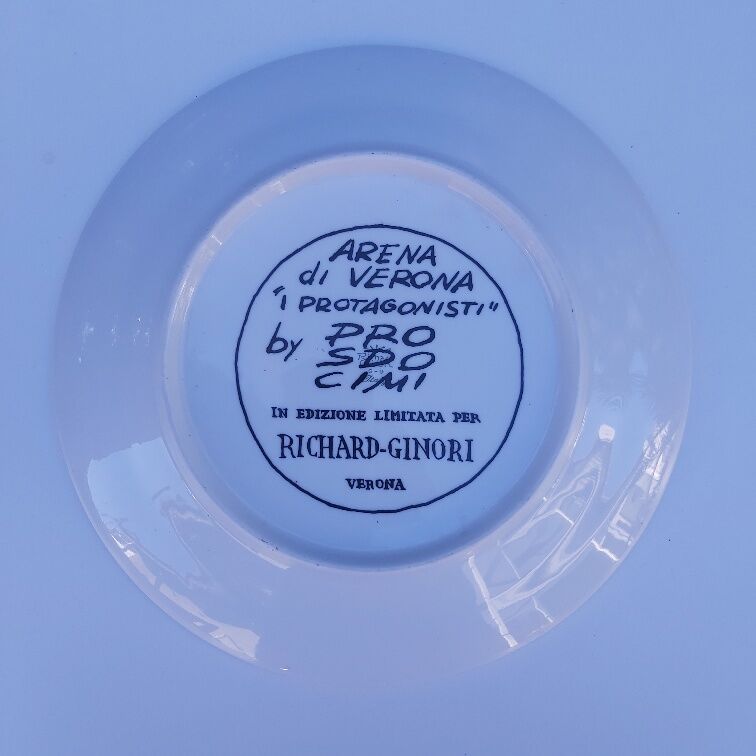 ARENA
di VERONA
"I PROTAGONISTI"
by PRO
SDO
CIMI
IN EDIZIONE LIMITATA PER
RICHARD-GINORI
VERONA